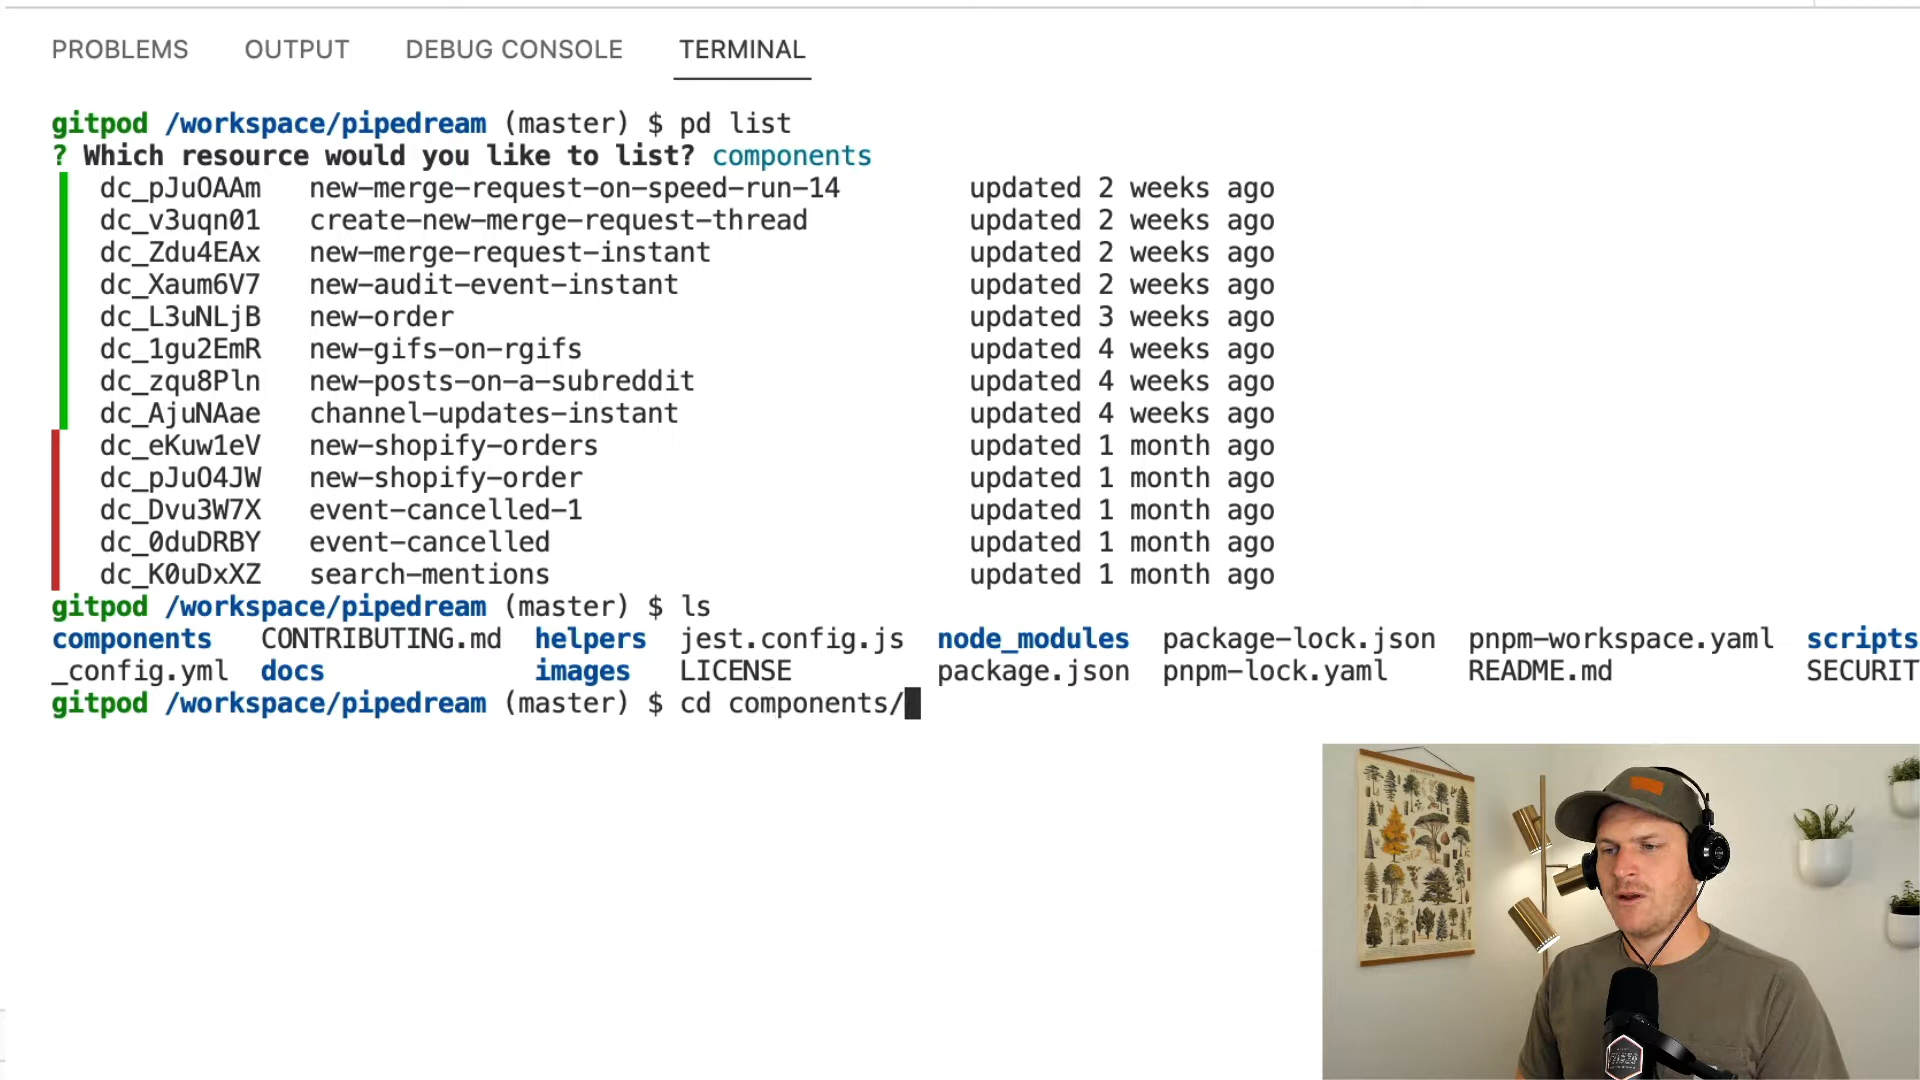 PROBLEMS OUTPUT DEBUG CONSOLE TERMINAL
gitpod /workspace/pipedream (master) $ pd list
? Which resource would you like to list? components
dc_pJuOAAm new-merge-request-on-speed-run-14 updated 2 weeks ago
dc_v3uqn01 create-new-merge-request-thread updated 2 weeks ago
dc_Zdu4EAx new-merge-request-instant updated 2 weeks ago
dc_Xaum6V7 new-audit-event-instant updated 2 weeks ago
dc_L3uNLjB new-order updated 3 weeks ago
dc_1gu2EmR new-gifs-on-rgifs updated 4 weeks ago
dc_zqu8Pln new-posts-on-a-subreddit updated 4 weeks ago
dc_AjuNAae channel-updates-instant updated 4 weeks ago
dc_eKuw1eV new-shopify-orders updated 1 month ago
dc_pJuO4JW new-shopify-order updated 1 month ago
dc_Dvu3W7X event-cancelled-1 updated 1 month ago
dc_0duDRBY event-cancelled updated 1 month ago
dc_K0uDxXZ search-mentions updated 1 month ago
gitpod /workspace/pipedream (master) $ ls
components CONTRIBUTING.md helpers jest.config.js node_modules package-lock.json pnpm-workspace.yaml scripts
_config.yml docs images LICENSE package.json pnpm-lock.yaml README.md SECURIT
gitpod /workspace/pipedream (master) $ cd components/